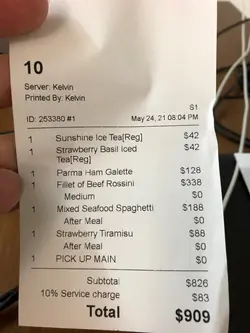 10
Server: Kelvin
Printed By: Kelvin
S1
ID: 253380 #1 May 24, 21 08:04 PM
1 Sunshine Ice Tea[Reg] $42
1 Strawberry Basil Iced $42
Tea[Reg]
1 Parma Ham Galette $128
1 Fillet of Beef Rossini $338
Medium $0
1 Mixed Seafood Spaghetti $188
After Meal $0
1 Strawberry Tiramisu $88
After Meal $0
1 PICK UP MAIN $0
Subtotal $826
10% Service charge $83
Total $909